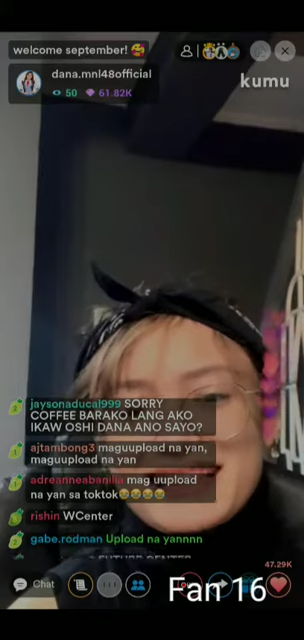 welcome september! 🥰
dana.mnl48official
50 61.82K
kumu
jaysonaducal999 SORRY
COFFEE BARAKO LANG AKO
IKAW OSHI DANA ANO SAYO?
ajtambong3 maguupload na yan,
maguupload na yan
adreanneabanilla mag uupload
na yan sa toktok😂😂😂😂
rishin WCenter
gabe.rodman Upload na yannnn
47.29K
Chat
Fan 16